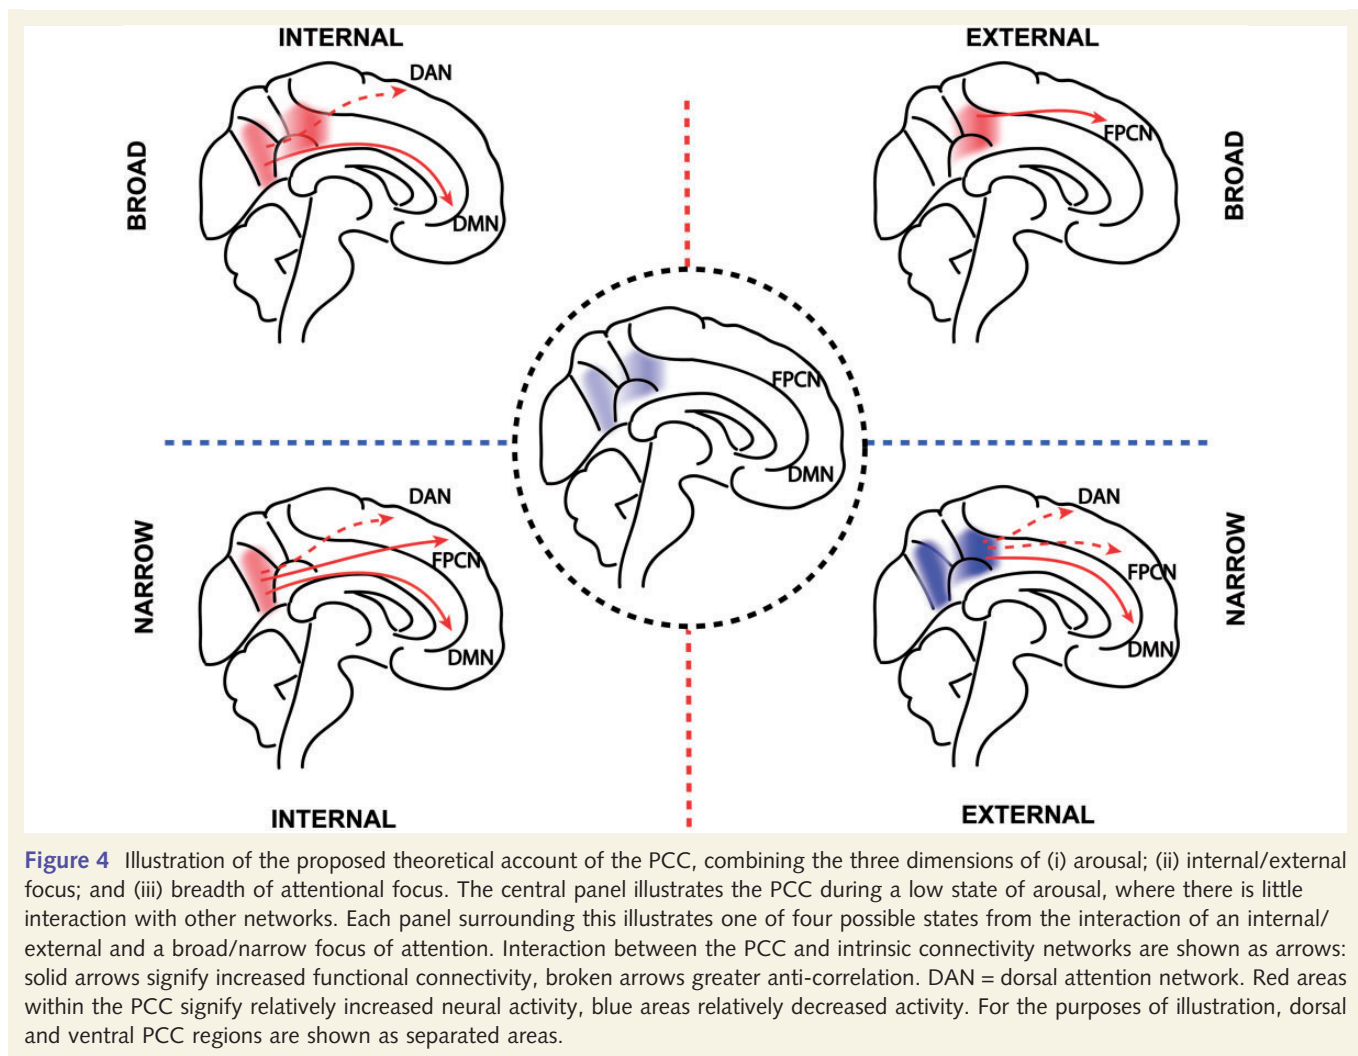 INTERNAL
EXTERNAL
DAN
DMN
BROAD
FPCN
BROAD
FPCN
DMN
DAN
FPCN
DMN
NARROW
DAN
FPCN
DMN
NARROW
INTERNAL
EXTERNAL
Figure 4 Illustration of the proposed theoretical account of the PCC, combining the three dimensions of (i) arousal; (ii) internal/external
focus; and (iii) breadth of attentional focus. The central panel illustrates the PCC during a low state of arousal, where there is little
interaction with other networks. Each panel surrounding this illustrates one of four possible states from the interaction of an internal/
external and a broad/narrow focus of attention. Interaction between the PCC and intrinsic connectivity networks are shown as arrows:
solid arrows signify increased functional connectivity, broken arrows greater anti-correlation. DAN = dorsal attention network. Red areas
within the PCC signify relatively increased neural activity, blue areas relatively decreased activity. For the purposes of illustration, dorsal
and ventral PCC regions are shown as separated areas.